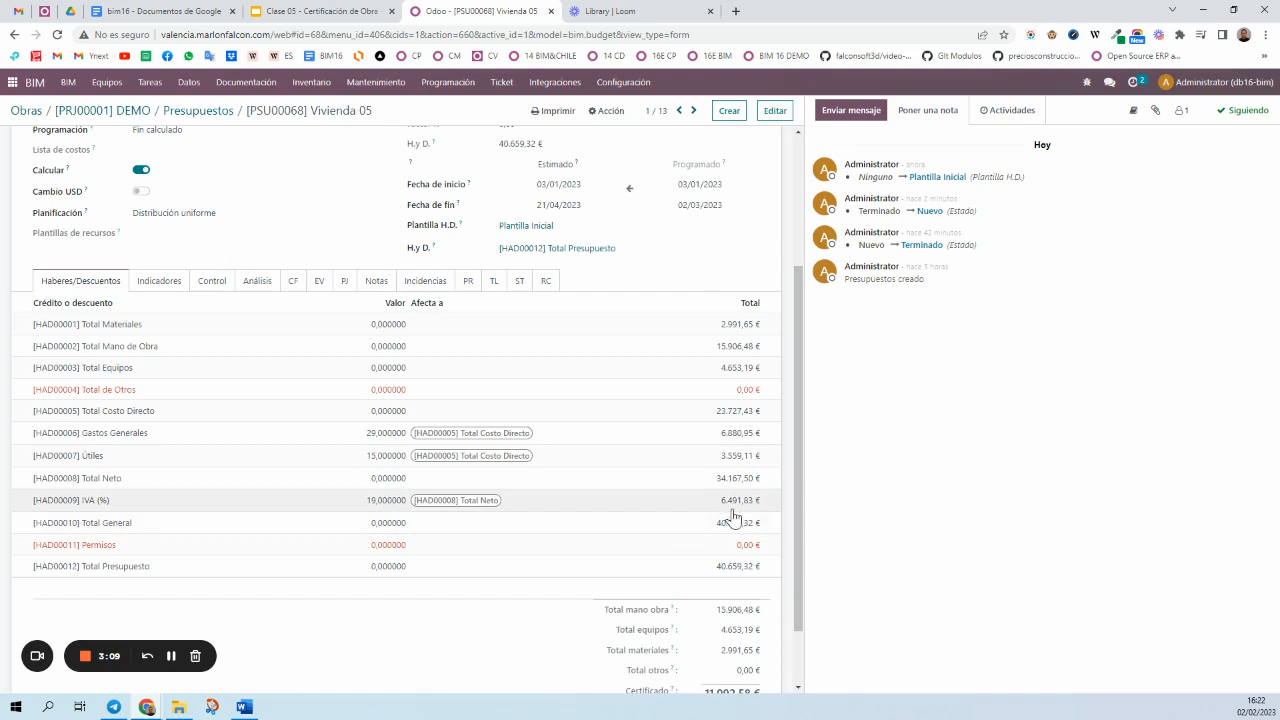 bim16 - Documentos de Google
Clase 05 - Certificación de Obra -
Odoo - [PSU00068] Vivienda 05
Library | Loom
No es seguro | valencia.marlonfalcon.com/web#id=68&menu_id=406&cids=1&action=660&active_id=1&model=bim.budget&view_type=form
Ynext
ES
BIM16
CP
CM
CV
14 BIM&CHILE
14 CD
16CP
16E BIM
BIM 16 DEMO
falconsoft3d/video-...
GIt Modulos
preciosconstruccio...
Open Source ERP a...
BIM
BIM
Equipos
Tareas
Datos
Documentación
Inventario
Mantenimiento
Programación
Ticket
Integraciones
Configuración
2
Administrator (db16-bim)
Obras / [PRJ00001] DEMO / Presupuestos / [PSU00068] Vivienda 05
Imprimir
Acción
1 / 13
Crear
Editar
Enviar mensaje
Poner una nota
Actividades
1
Siguiendo
Programación Fin calculado
Lista de costos
Calcular
Cambio USD
Planificación Distribución uniforme
Plantillas de recursos
H.y D. 40.659,32 €
Estimado Programado
Fecha de inicio 03/01/2023 03/01/2023
Fecha de fin 21/04/2023 02/03/2023
Plantilla H.D. Plantilla Inicial
H.y D. [HAD00012] Total Presupuesto
Haberes/Descuentos
Indicadores
Control
Análisis
CF
EV
PJ
Notas
Incidencias
PR
TL
ST
RC
Crédito o descuento Valor Afecta a Total
[HAD00001] Total Materiales 0,000000 2.991,65 €
[HAD00002] Total Mano de Obra 0,000000 15.906,48 €
[HAD00003] Total Equipos 0,000000 4.653,19 €
[HAD00004] Total de Otros 0,000000 0,00 €
[HAD00005] Total Costo Directo 0,000000 23.727,43 €
[HAD00006] Gastos Generales 29,000000 [HAD00005] Total Costo Directo 6.880,95 €
[HAD00007] Útiles 15,000000 [HAD00005] Total Costo Directo 3.559,11 €
[HAD00008] Total Neto 0,000000 34.167,50 €
[HAD00009] IVA (%) 19,000000 [HAD00008] Total Neto 6.491,83 €
[HAD00010] Total General 0,000000
[HAD00011] Permisos 0,000000 0,00 €
[HAD00012] Total Presupuesto 0,000000 40.659,32 €
Total mano obra : 15.906,48 €
Total equipos : 4.653,19 €
Total materiales : 2.991,65 €
Total otros : 0,00 €
Certificado
Hoy
Administrator - ahora
Ninguno → Plantilla Inicial (Plantilla H.D.)
Administrator - hace 2 minutos
Terminado → Nuevo (Estado)
Administrator - hace 42 minutos
Nuevo → Terminado (Estado)
Administrator - hace 3 horas
Presupuestos creado
3:09
16:22
02/02/2023